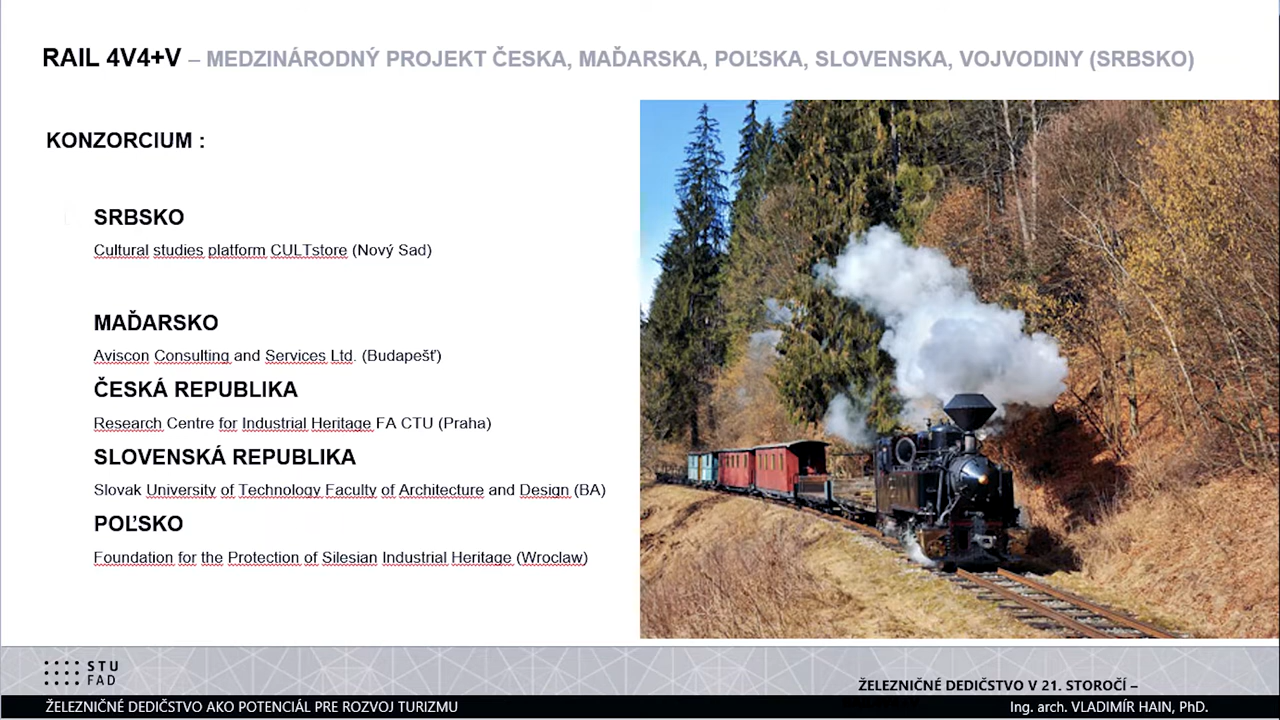 RAIL 4V4+V – MEDZINÁRODNÝ PROJEKT ČESKA, MAĎARSKA, POĽSKA, SLOVENSKA, VOJVODINY (SRBSKO)
KONZORCIUM :
SRBSKO
Cultural studies platform CULTstore (Nový Sad)
MAĎARSKO
Aviscon Consulting and Services Ltd. (Budapešť)
ČESKÁ REPUBLIKA
Research Centre for Industrial Heritage FA CTU (Praha)
SLOVENSKÁ REPUBLIKA
Slovak University of Technology Faculty of Architecture and Design (BA)
POĽSKO
Foundation for the Protection of Silesian Industrial Heritage (Wroclaw)
STU
FAD
ŽELEZNIČNÉ DEDIČSTVO V 21. STOROČÍ –
ŽELEZNIČNÉ DEDIČSTVO AKO POTENCIÁL PRE ROZVOJ TURIZMU
Ing. arch. VLADIMÍR HAIN, PhD.